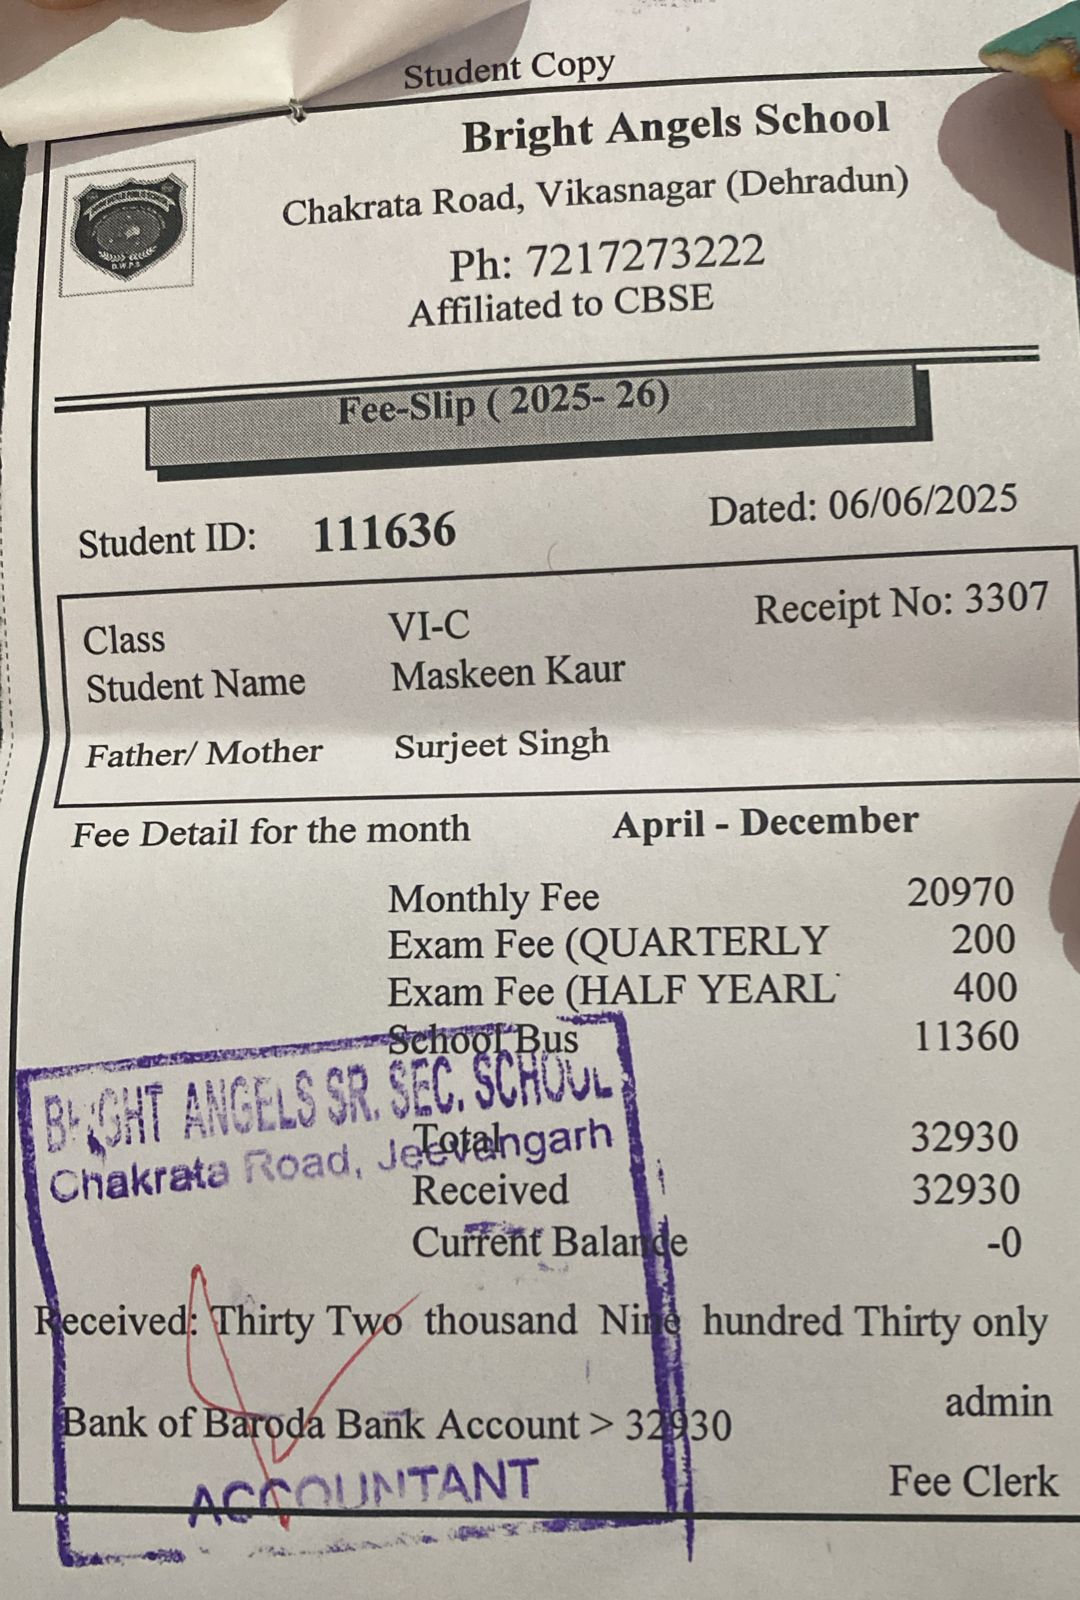 Student Copy
Bright Angels School
Chakrata Road, Vikasnagar (Dehradun)
Ph: 7217273222
Affiliated to CBSE
D.W.P.S
Fee-Slip ( 2025- 26)
Student ID: 111636 Dated: 06/06/2025
Class VI-C Receipt No: 3307
Student Name Maskeen Kaur
Father/ Mother Surjeet Singh
Fee Detail for the month April - December
Monthly Fee 20970
Exam Fee (QUARTERLY 200
Exam Fee (HALF YEARL 400
School Bus 11360
BRIGHT ANGELS SR. SEC. SCHOOL
Chakrata Road, Jeevangarh
Total 32930
Received 32930
Current Balande -0
Received: Thirty Two thousand Nine hundred Thirty only
admin
Bank of Baroda Bank Account > 32930
ACCOUNTANT
Fee Clerk